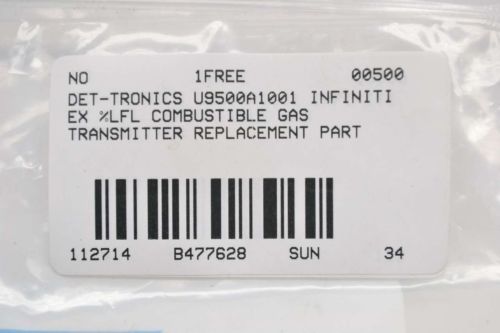 NO 1FREE 00500
DET-TRONICS U9500A1001 INFINITI
EX %LFL COMBUSTIBLE GAS
TRANSMITTER REPLACEMENT PART
112714 B477628 SUN 34